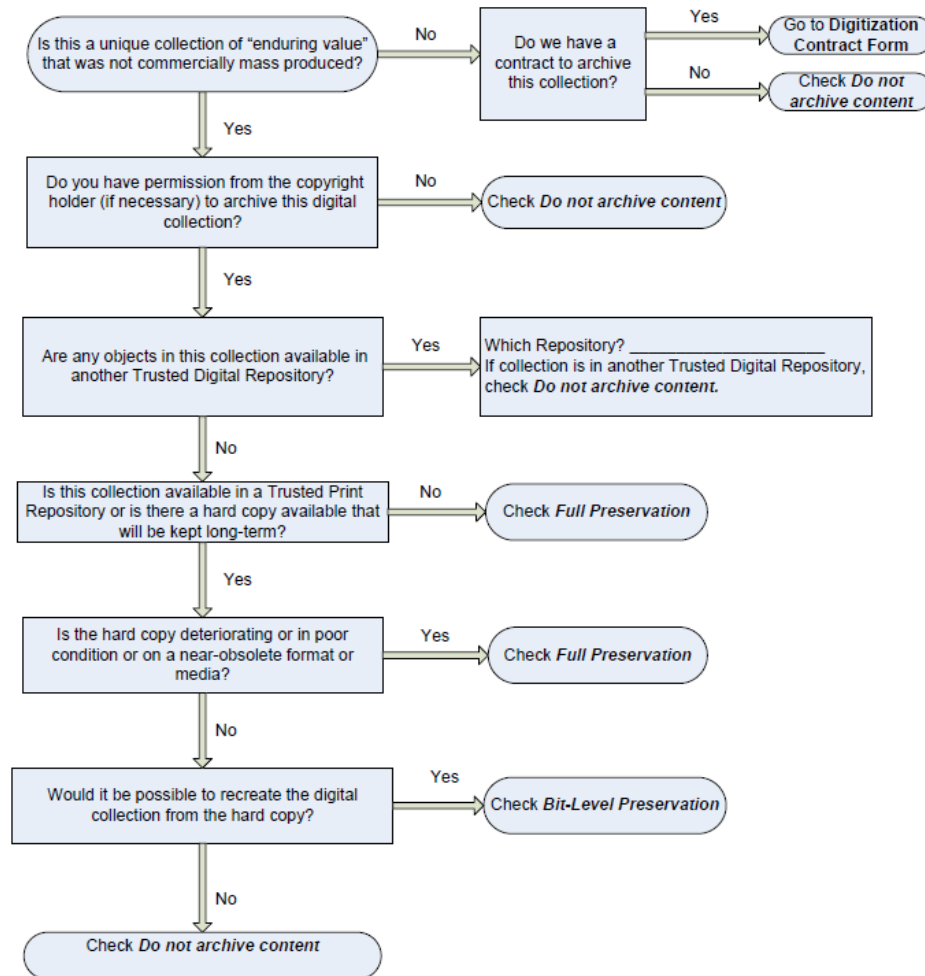 Is this a unique collection of “enduring value”
that was not commercially mass produced?
No
Do we have a
contract to archive
this collection?
Yes
Go to Digitization
Contract Form
No
Check Do not
archive content
Yes
Do you have permission from the copyright
holder (if necessary) to archive this digital
collection?
No
Check Do not archive content
Yes
Are any objects in this collection available in
another Trusted Digital Repository?
Yes
Which Repository? ______________________
If collection is in another Trusted Digital Repository,
check Do not archive content.
No
Is this collection available in a Trusted Print
Repository or is there a hard copy available that
will be kept long-term?
No
Check Full Preservation
Yes
Is the hard copy deteriorating or in poor
condition or on a near-obsolete format or
media?
Yes
Check Full Preservation
No
Would it be possible to recreate the digital
collection from the hard copy?
Yes
Check Bit-Level Preservation
No
Check Do not archive content